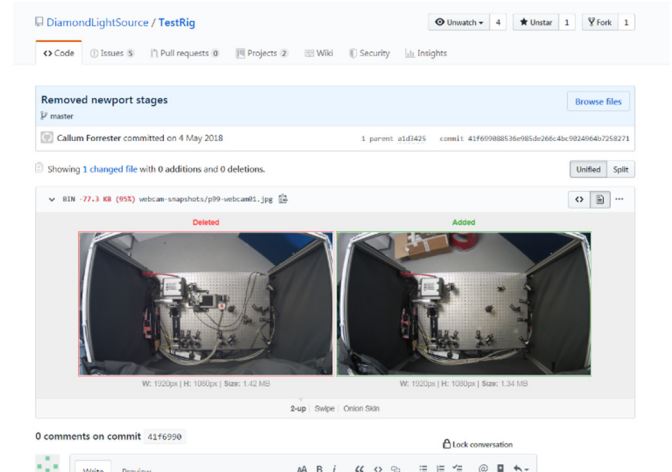 DiamondLightSource / TestRig
Unwatch 4 Unstar 1 Fork 1
Code Issues 5 Pull requests 0 Projects 2 Wiki Security Insights
Removed newport stages
Browse files
master
Callum Forrester committed on 4 May 2018
1 parent a1d3425 commit 41f699088536e985de266c4bc9024964b7258271
Showing 1 changed file with 0 additions and 0 deletions.
Unified Split
BIN -77.3 KB (95%) webcam-snapshots/p99-webcam01.jpg
Deleted Added
W: 1920px | H: 1080px | Size: 1.42 MB
W: 1920px | H: 1080px | Size: 1.34 MB
2-up Swipe Onion Skin
0 comments on commit 41f6990
Lock conversation
Write Preview
AA B i